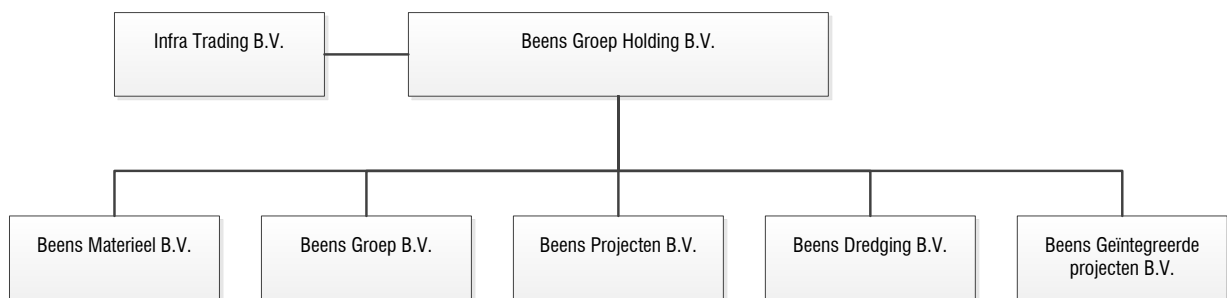 Infra Trading B.V.
Beens Groep Holding B.V.
Beens Materieel B.V.
Beens Groep B.V.
Beens Projecten B.V.
Beens Dredging B.V.
Beens Geïntegreerde
projecten B.V.